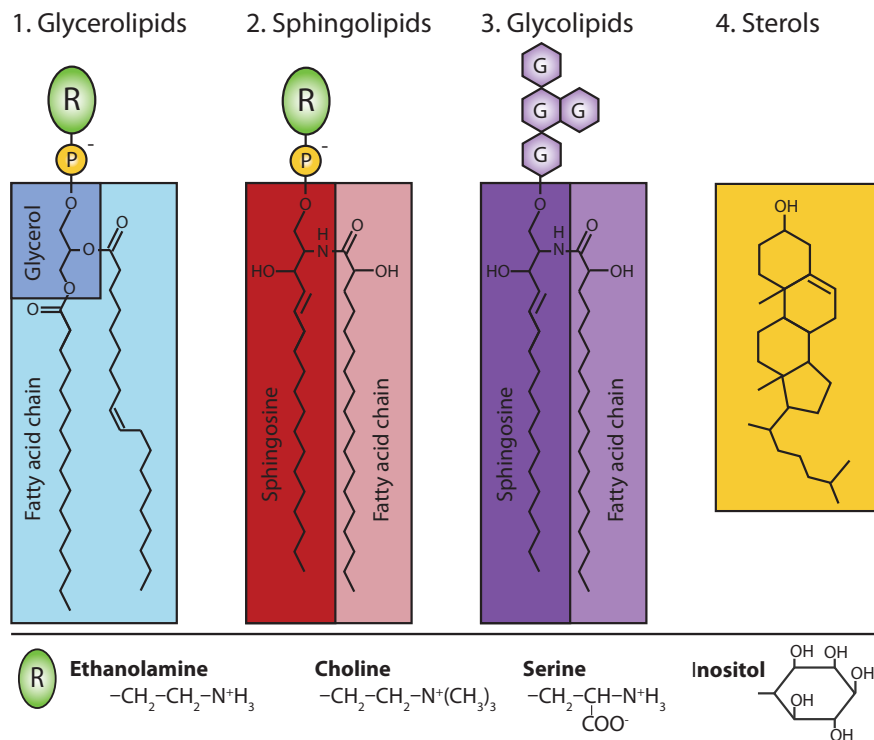 1. Glycerolipids 2. Sphingolipids 3. Glycolipids 4. Sterols
R R G G G G
P⁻ P⁻
Glycerol
O O O O O
Fatty acid chain
O H N O HO OH
Sphingosine
Fatty acid chain
O H N O HO OH
Sphingosine
Fatty acid chain
OH
R
Ethanolamine
–CH₂–CH₂–N⁺H₃
Choline
–CH₂–CH₂–N⁺(CH₃)₃
Serine
–CH₂–CH–N⁺H₃
COO⁻
Inositol
OH OH OH OH OH OH